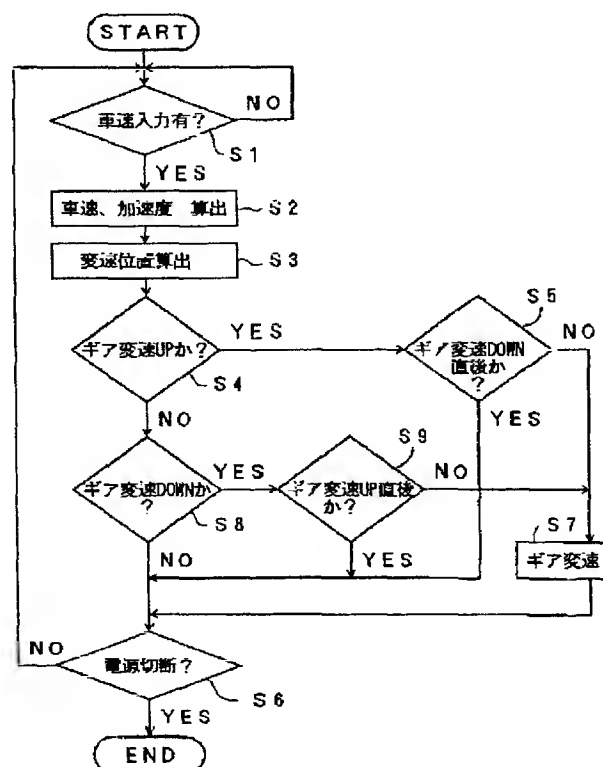 START
NO
車速入力有?
S1
YES
車速、加速度 算出
S2
変速位置算出
S3
ギア変速UPか?
YES
S4
NO
ギア変速DOWN
直後か
?
S5
NO
YES
ギア変速DOWNか
?
YES
S8
NO
ギア変速UP直後
か?
S9
NO
YES
S7
ギア変速
NO
電源切断?
S6
YES
END